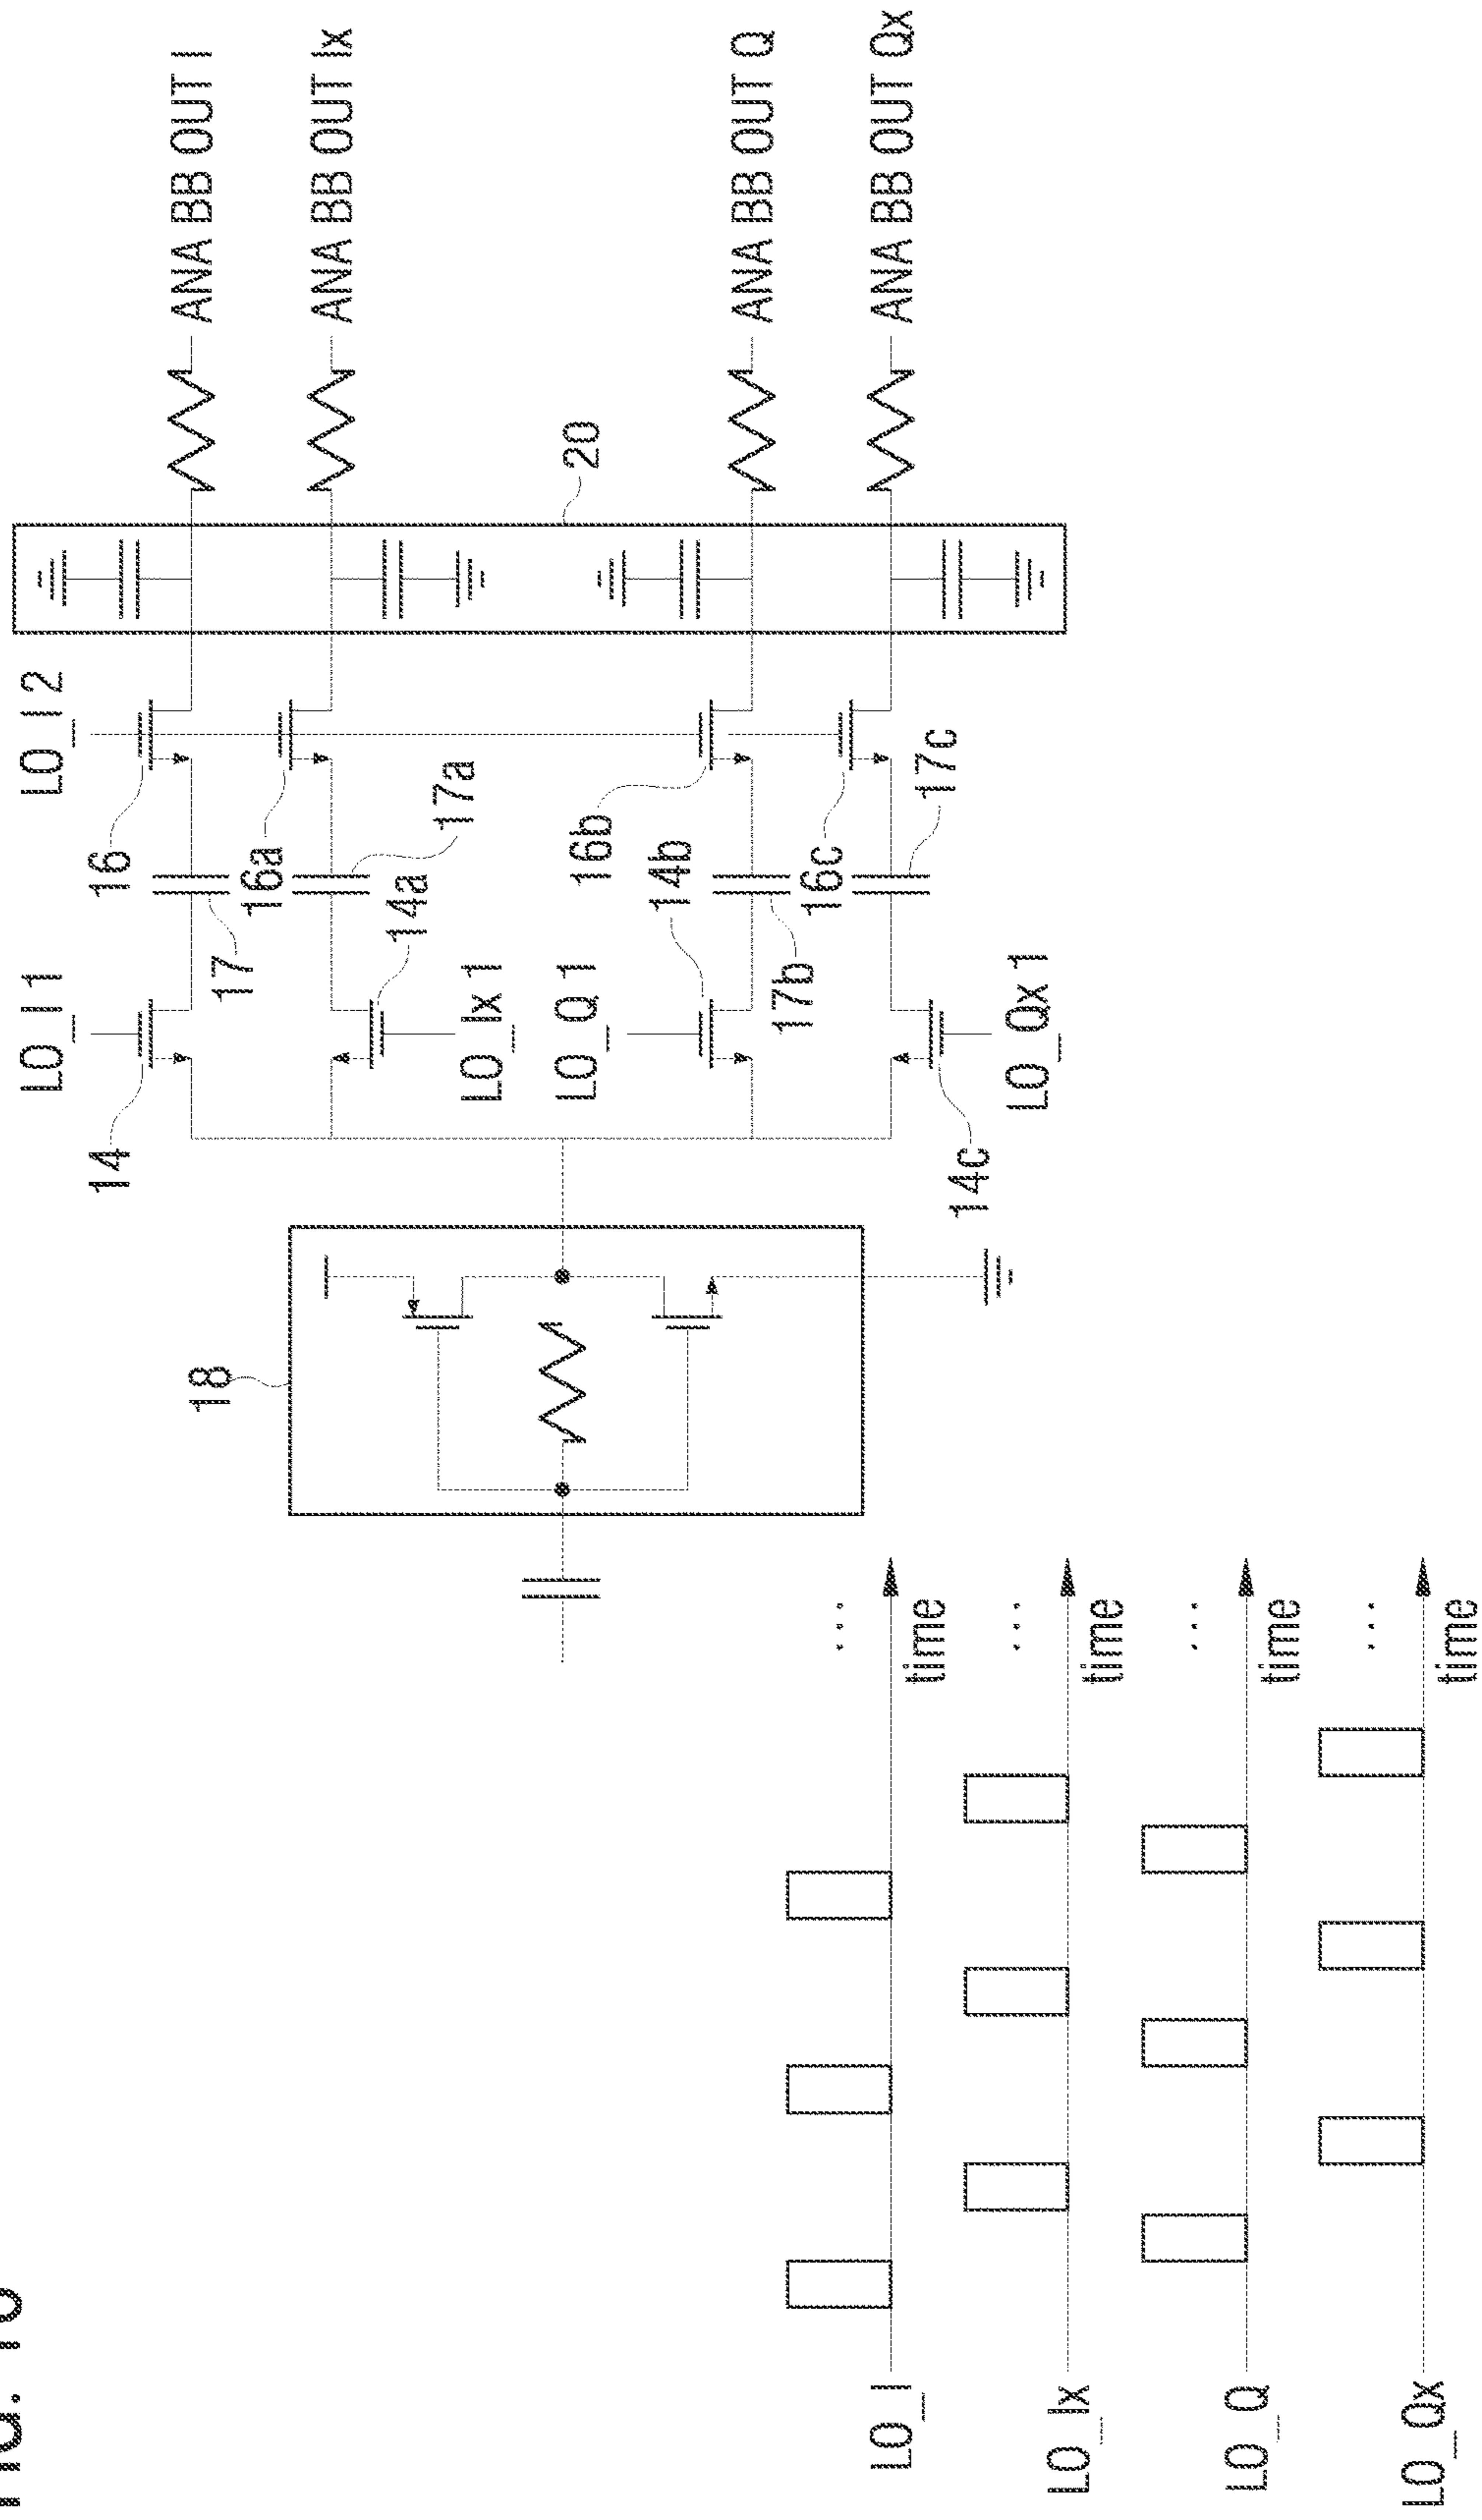 LO_I 1
LO_I 2
14
16
17
16a
17a
14a
LO_Ix 1
LO_Q 1
14b
16b
17b
16c
17c
14c
LO_Qx 1
18
20
ANA BB OUT I
ANA BB OUT Ix
ANA BB OUT Q
ANA BB OUT Qx
LO_I
...
time
LO_Ix
...
time
LO_Q
...
time
LO_Qx
...
time